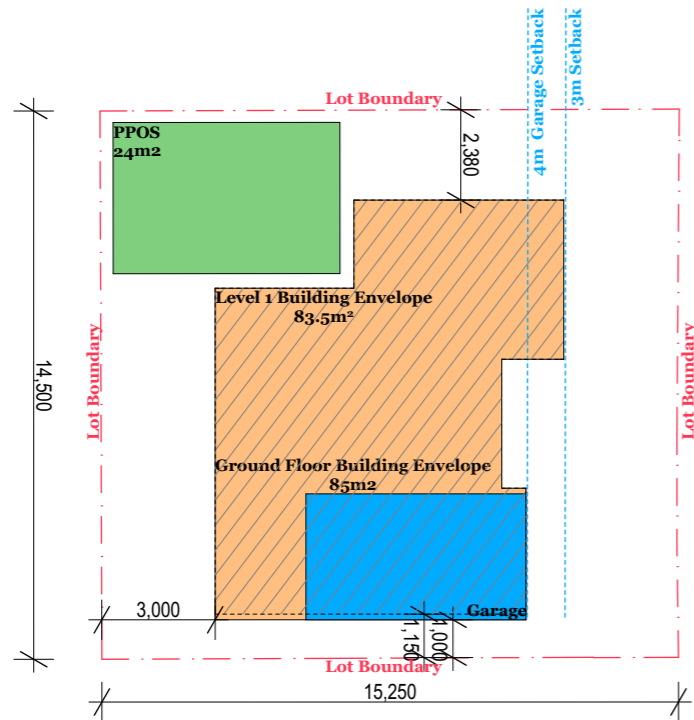 Lot Boundary
4m Garage Setback
3m Setback
PPOS
24m2
2,380
Level 1 Building Envelope
83.5m²
Lot Boundary
14,500
Lot Boundary
Ground Floor Building Envelope
85m2
Garage
3,000
1,150
1,000
Lot Boundary
15,250